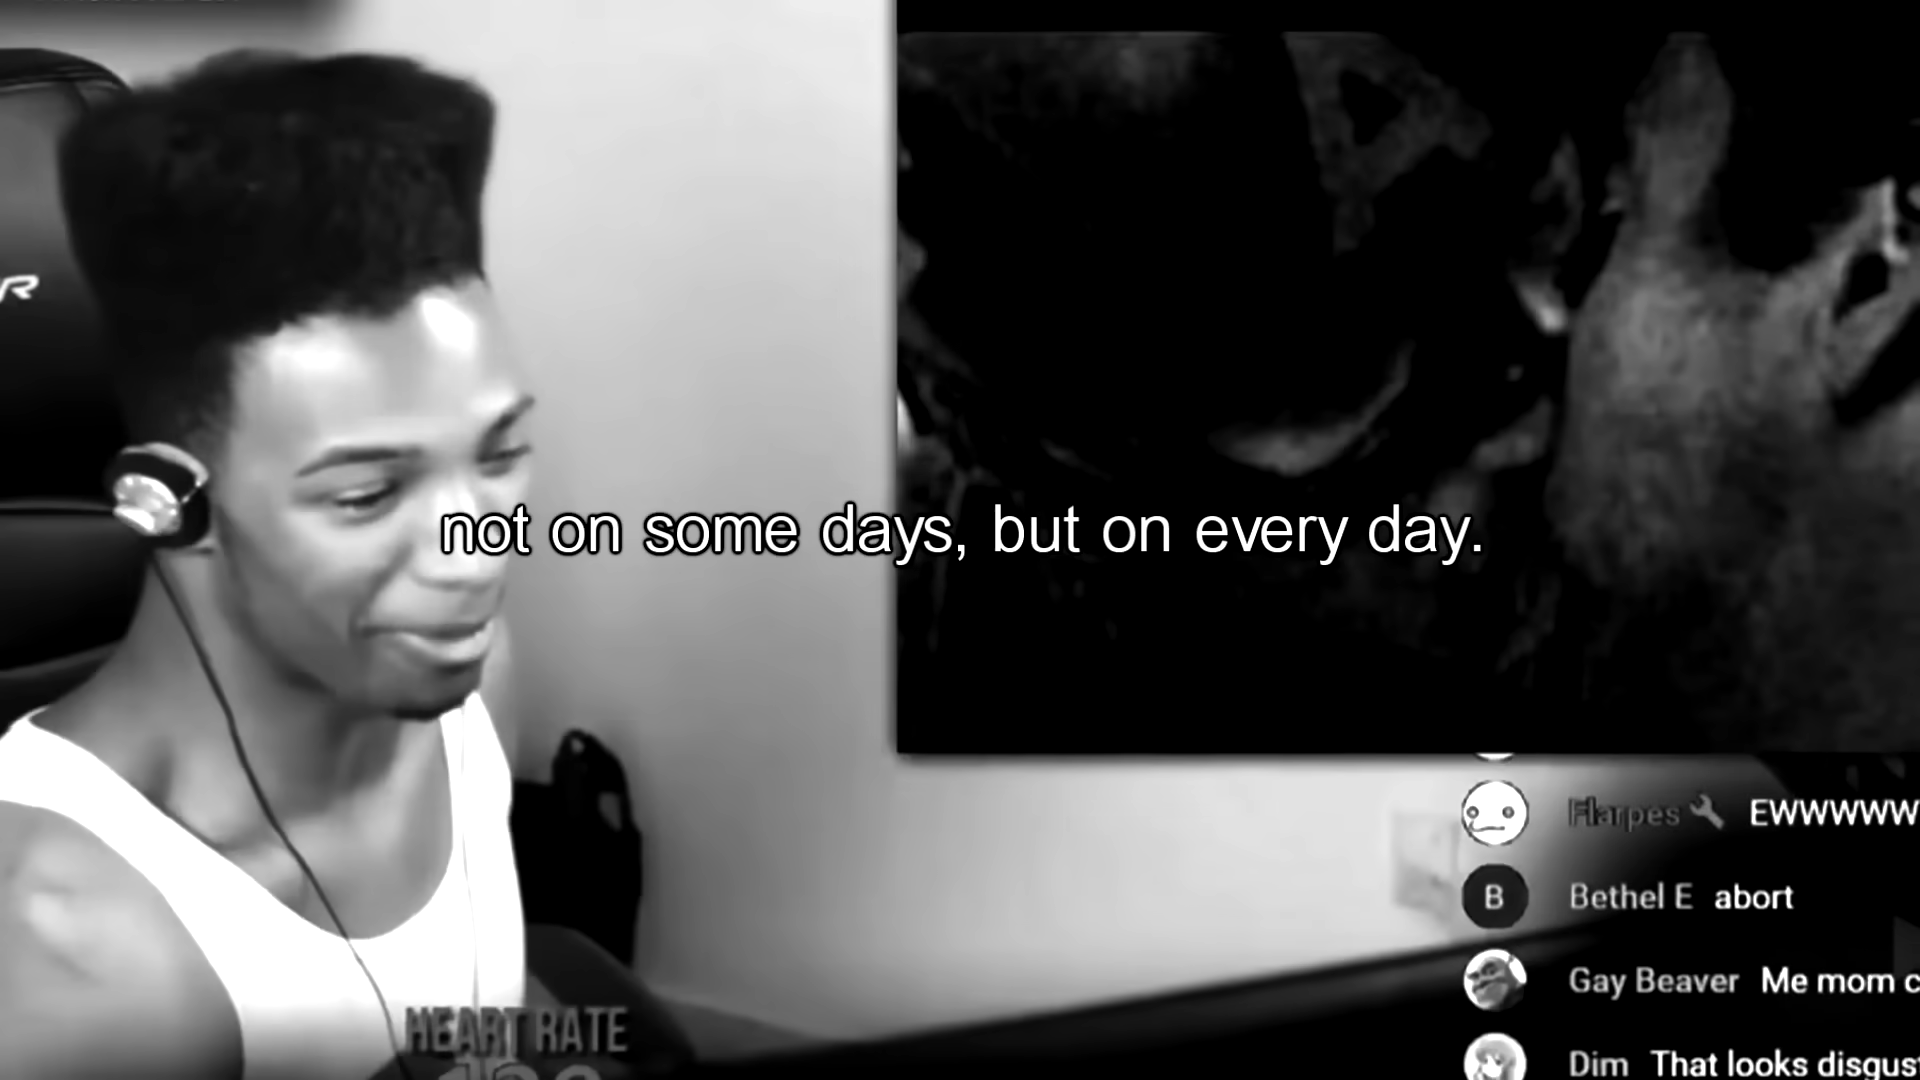 not on some days, but on every day.
Flarpes EWWWWW
B
Bethel E abort
Gay Beaver Me mom c
Dim That looks disgust
HEART RATE